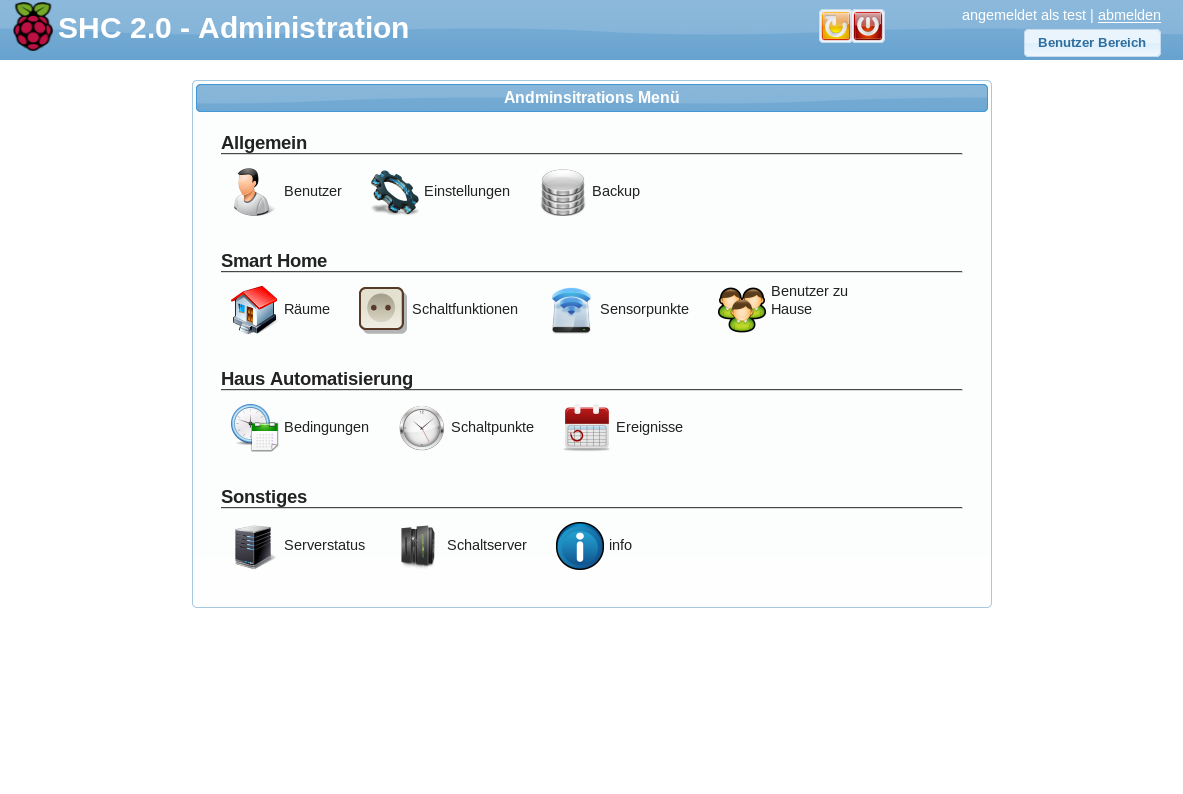 SHC 2.0 - Administration
angemeldet als test | abmelden
Benutzer Bereich
Andminsitrations Menü
Allgemein
Benutzer
Einstellungen
Backup
Smart Home
Räume
Schaltfunktionen
Sensorpunkte
Benutzer zu
Hause
Haus Automatisierung
Bedingungen
Schaltpunkte
Ereignisse
Sonstiges
Serverstatus
Schaltserver
info